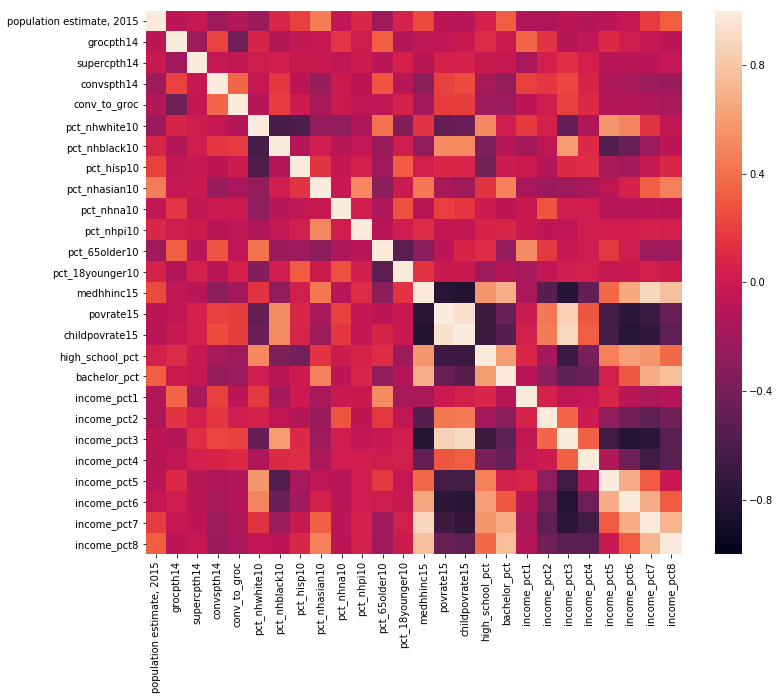 population estimate, 2015
grocpth14
supercpth14
convspth14
conv_to_groc
pct_nhwhite10
pct_nhblack10
pct_hisp10
pct_nhasian10
pct_nhna10
pct_nhpi10
pct_65older10
pct_18younger10
medhhinc15
povrate15
childpovrate15
high_school_pct
bachelor_pct
income_pct1
income_pct2
income_pct3
income_pct4
income_pct5
income_pct6
income_pct7
income_pct8
population estimate, 2015
grocpth14
supercpth14
convspth14
conv_to_groc
pct_nhwhite10
pct_nhblack10
pct_hisp10
pct_nhasian10
pct_nhna10
pct_nhpi10
pct_65older10
pct_18younger10
medhhinc15
povrate15
childpovrate15
high_school_pct
bachelor_pct
income_pct1
income_pct2
income_pct3
income_pct4
income_pct5
income_pct6
income_pct7
income_pct8
0.8
0.4
0.0
−0.4
−0.8